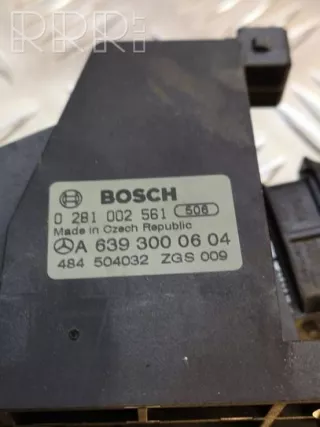 RRR.LT
BOSCH
0 281 002 561 506
Made in Czech Republic
A 639 300 06 04
484 504032 ZGS 009